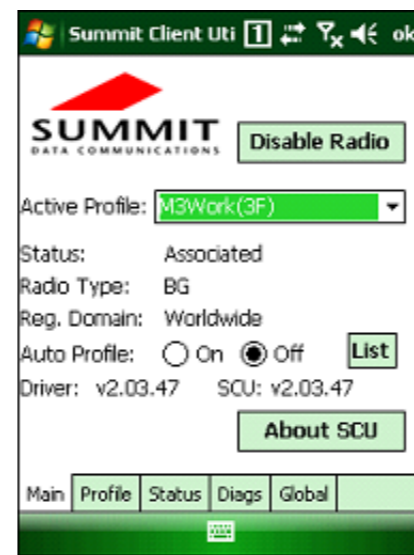 Summit Client Uti 1 ok
SUMMIT
DATA COMMUNICATIONS
Disable Radio
Active Profile: M3Work(3F)
Status: Associated
Radio Type: BG
Reg. Domain: Worldwide
Auto Profile: On Off List
Driver: v2.03.47 SCU: v2.03.47
About SCU
Main Profile Status Diags Global